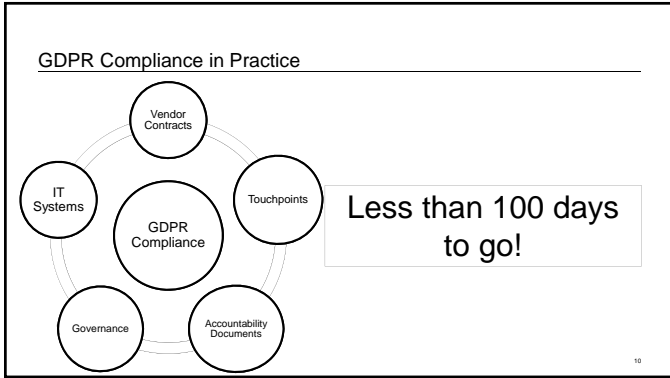 GDPR Compliance in Practice
Vendor
Contracts
IT
Systems
Touchpoints
GDPR
Compliance
Less than 100 days
to go!
Governance
Accountability
Documents
10